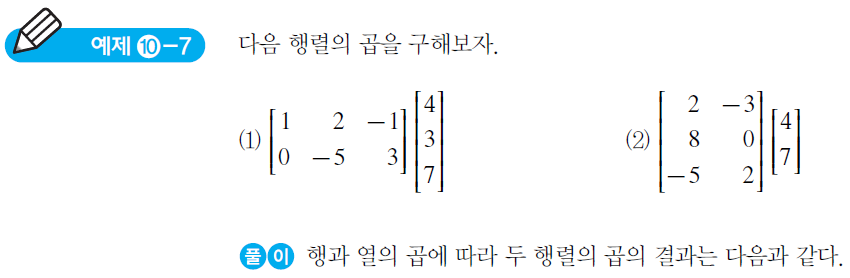 예제 10-7 다음 행렬의 곱을 구해보자.
(1) [1 2 -1] [4] (2) [2 -3] [4]
[0 -5 3] [3] [8 0] [7]
[7] [-5 2]
풀이 행과 열의 곱에 따라 두 행렬의 곱의 결과는 다음과 같다.